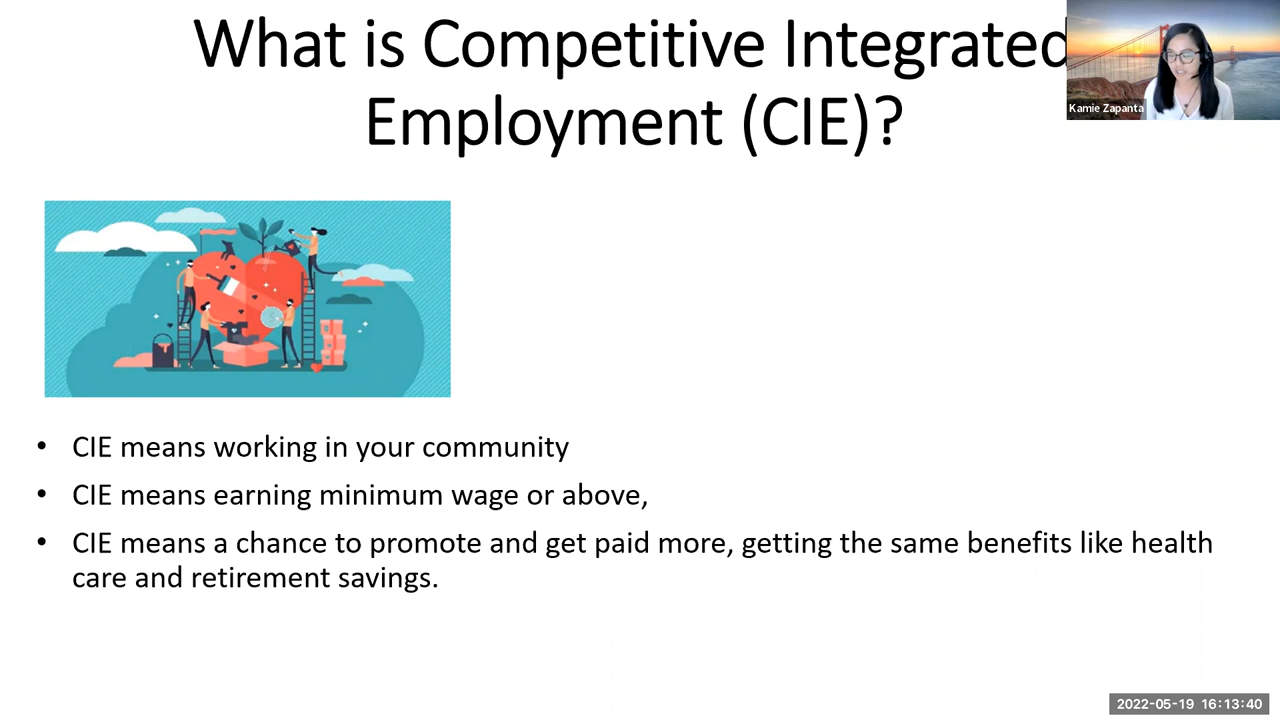 What is Competitive Integrated
Employment (CIE)?
Kamie Zapanta
• CIE means working in your community
• CIE means earning minimum wage or above,
• CIE means a chance to promote and get paid more, getting the same benefits like health
care and retirement savings.
2022-05-19 16:13:40